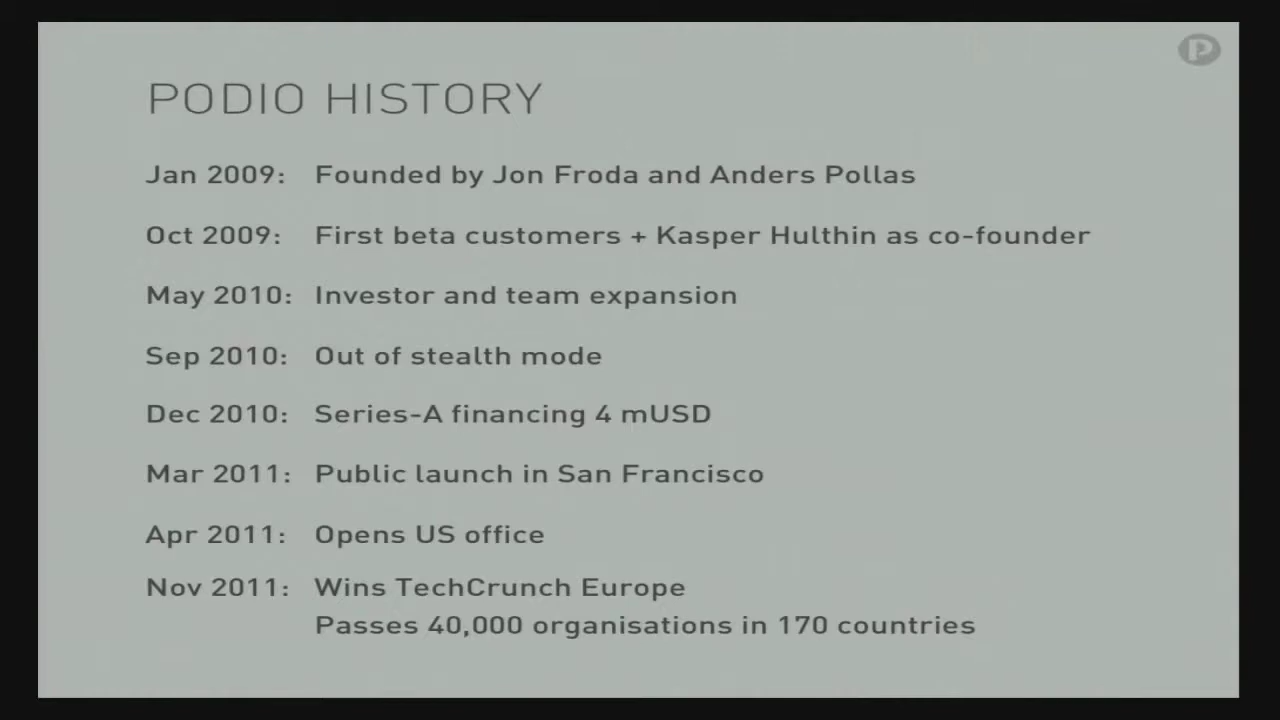 P
PODIO HISTORY
Jan 2009: Founded by Jon Froda and Anders Pollas
Oct 2009: First beta customers + Kasper Hulthin as co-founder
May 2010: Investor and team expansion
Sep 2010: Out of stealth mode
Dec 2010: Series-A financing 4 mUSD
Mar 2011: Public launch in San Francisco
Apr 2011: Opens US office
Nov 2011: Wins TechCrunch Europe
Passes 40,000 organisations in 170 countries